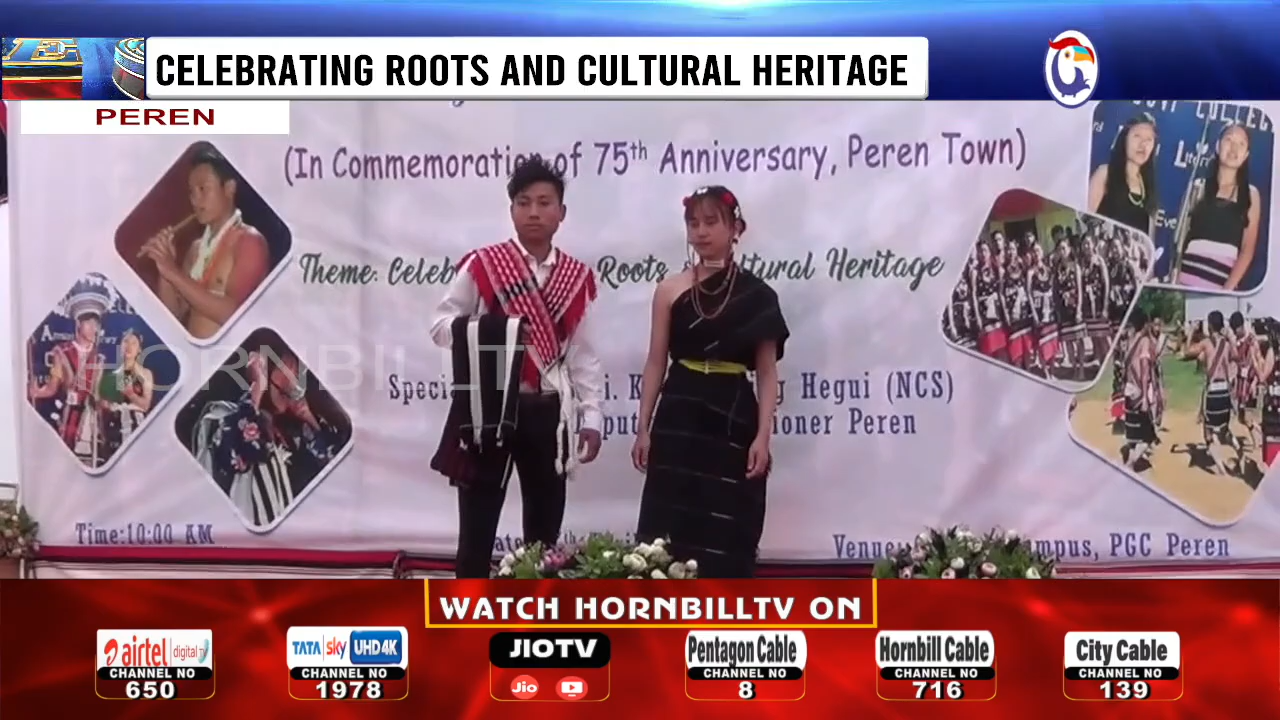 CELEBRATING ROOTS AND CULTURAL HERITAGE
PEREN
(In Commemoration of 75th Anniversary, Peren Town)
Theme: Celeb Roots & Cultural Heritage
HORNBILLTV
Speci Hegui (NCS)
ioner Peren
Time:10:00 AM
Venue: mpus, PGC Peren
WATCH HORNBILLTV ON
airtel digital TV
CHANNEL NO
650
TATA sky UHD4K
CHANNEL NO
1978
JIOTV
Jio
Pentagon Cable
CHANNEL NO
8
Hornbill Cable
CHANNEL NO
716
City Cable
CHANNEL NO
139